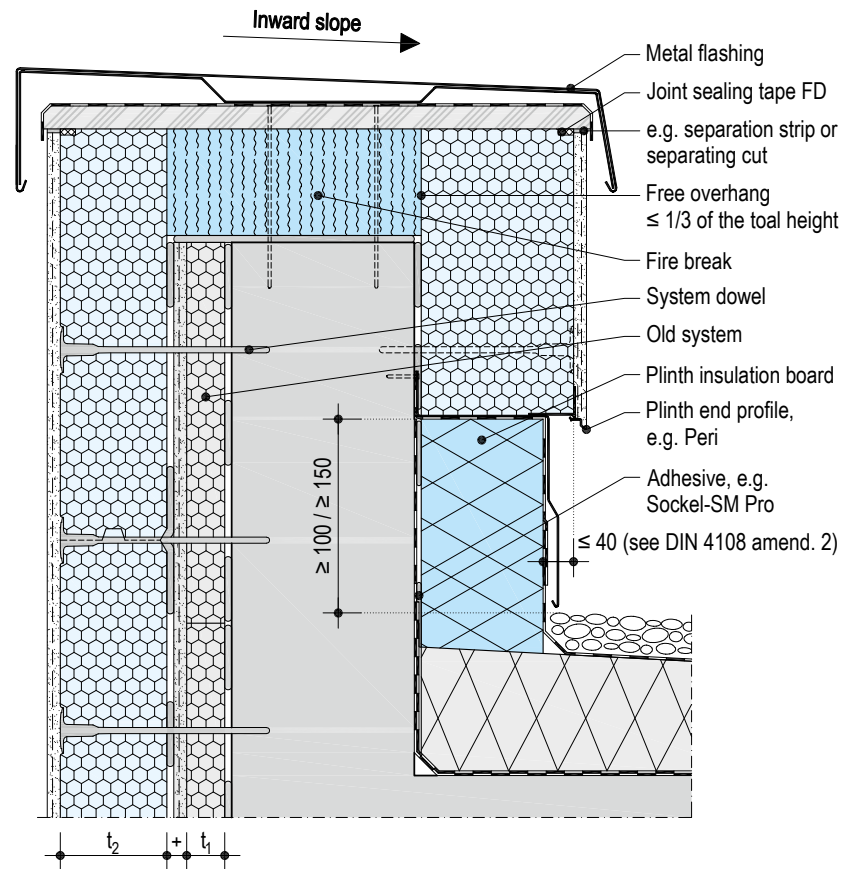 Inward slope
Metal flashing
Joint sealing tape FD
e.g. separation strip or
separating cut
Free overhang
≤ 1/3 of the toal height
Fire break
System dowel
Old system
Plinth insulation board
Plinth end profile,
e.g. Peri
Adhesive, e.g.
Sockel-SM Pro
≤ 40 (see DIN 4108 amend. 2)
≥ 100 / ≥ 150
t₂ + t₁